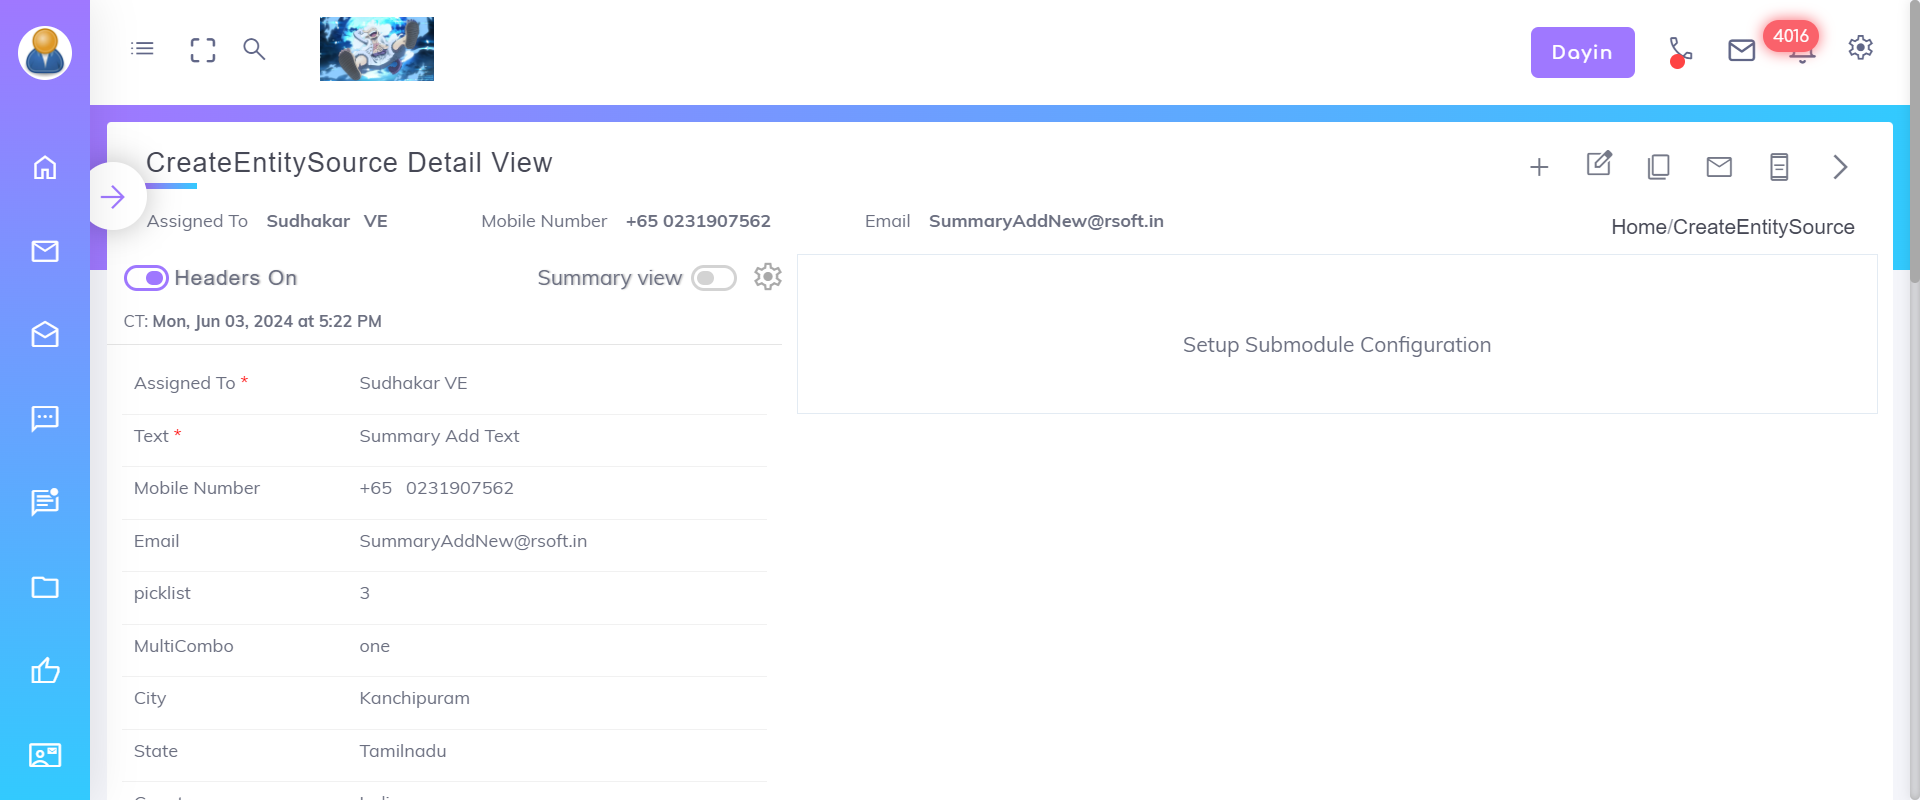 Dayin
4016
CreateEntitySource Detail View
Assigned To Sudhakar VE Mobile Number +65 0231907562 Email SummaryAddNew@rsoft.in
Home/CreateEntitySource
Headers On Summary view
CT: Mon, Jun 03, 2024 at 5:22 PM
Setup Submodule Configuration
Assigned To * Sudhakar VE
Text * Summary Add Text
Mobile Number +65 0231907562
Email SummaryAddNew@rsoft.in
picklist 3
MultiCombo one
City Kanchipuram
State Tamilnadu